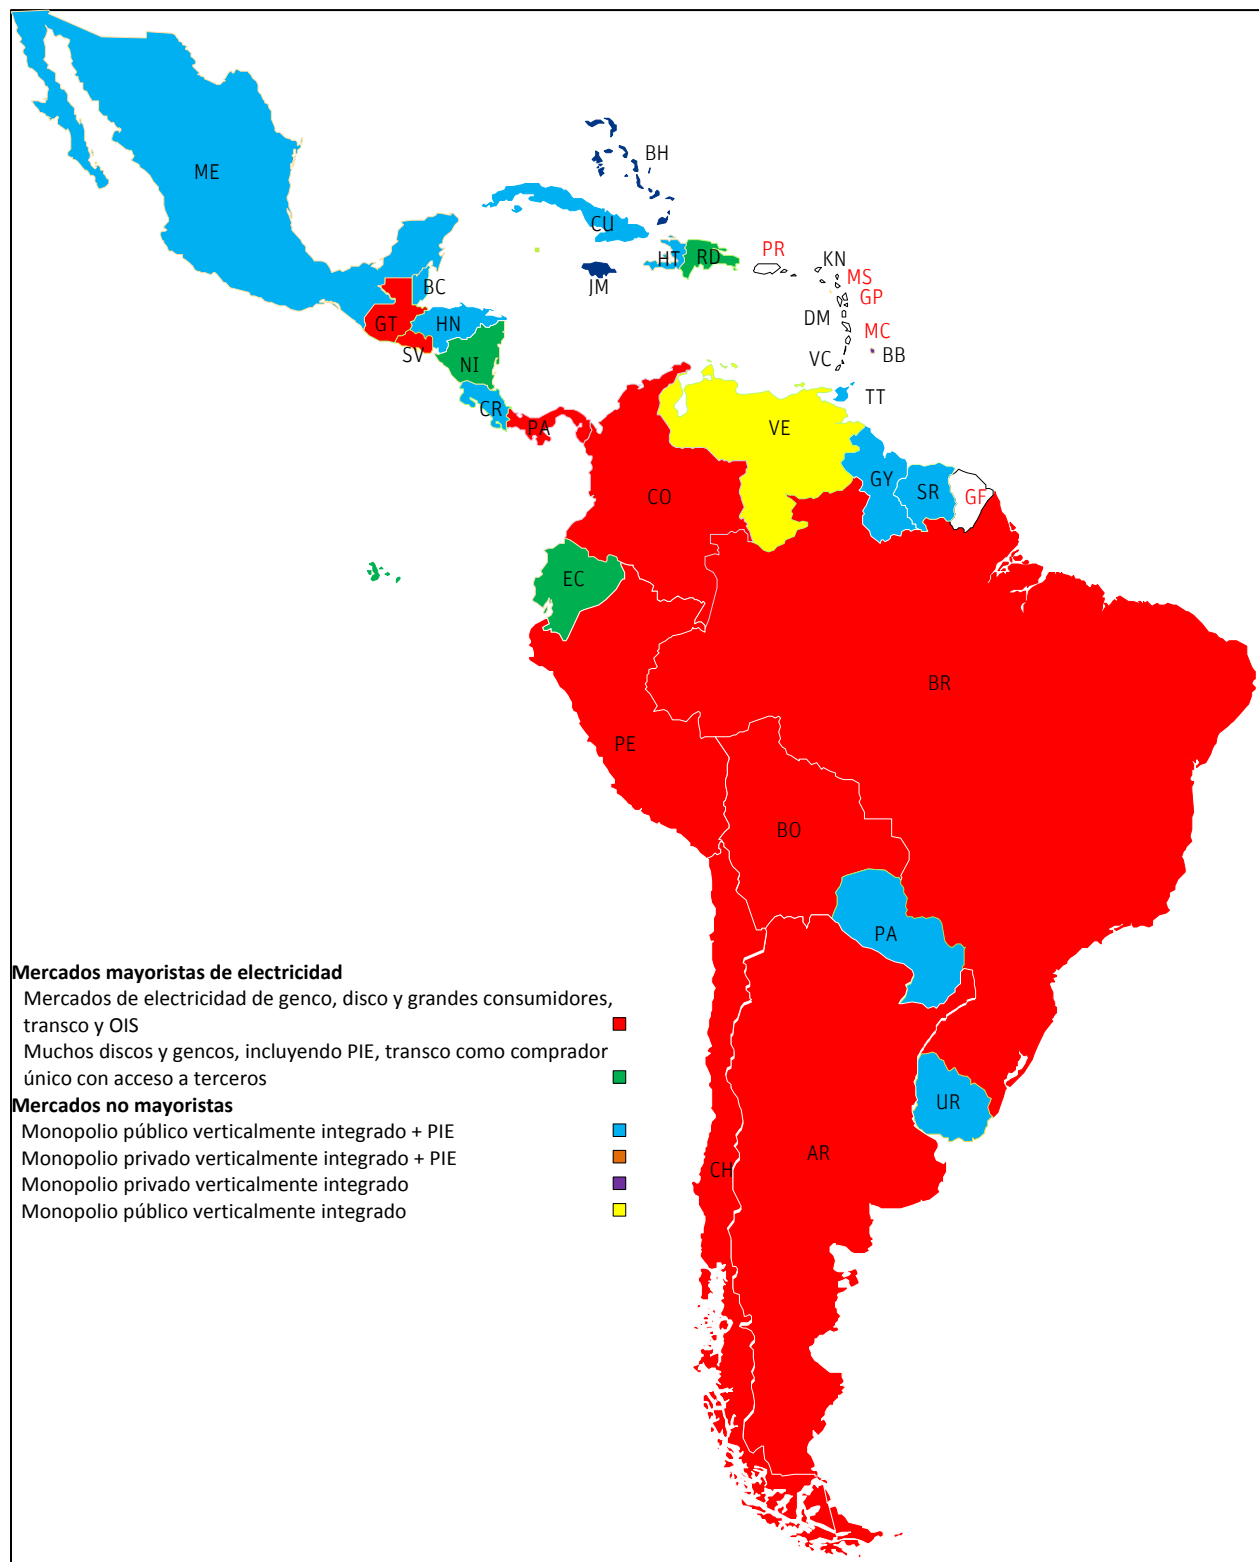 ME
BH
CU
PR
KN
HT
RD
MS
JM
BC
GP
DM
GT
HN
MC
SV
VC
BB
NI
TT
CR
PA
VE
CO
GY
SR
GF
EC
BR
PE
BO
PA
UR
AR
CH
Mercados mayoristas de electricidad
Mercados de electricidad de genco, disco y grandes consumidores,
transco y OIS
Muchos discos y gencos, incluyendo PIE, transco como comprador
único con acceso a terceros
Mercados no mayoristas
Monopolio público verticalmente integrado + PIE
Monopolio privado verticalmente integrado + PIE
Monopolio privado verticalmente integrado
Monopolio público verticalmente integrado